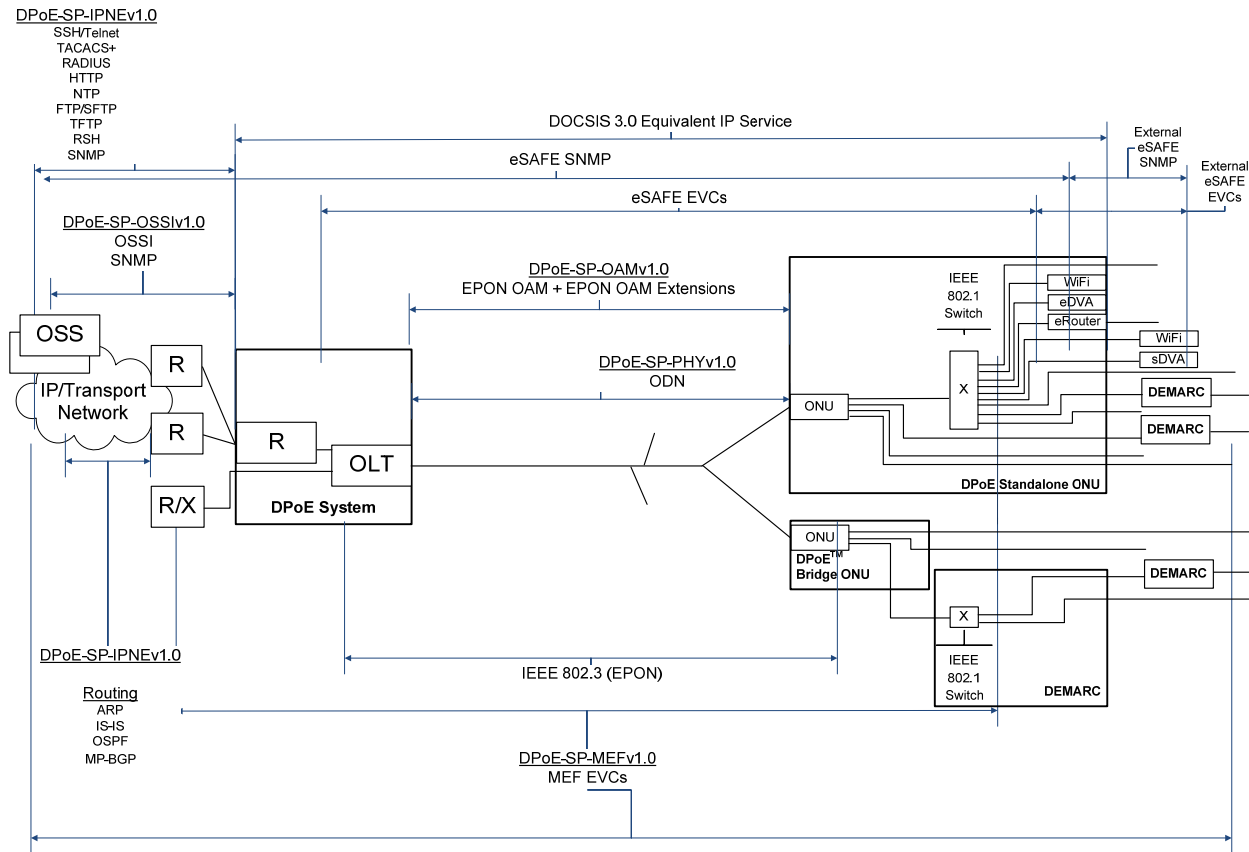 DPoE-SP-IPNEv1.0
SSH/Telnet
TACACS+
RADIUS
HTTP
NTP
FTP/SFTP
TFTP
RSH
SNMP
DOCSIS 3.0 Equivalent IP Service
eSAFE SNMP
External
eSAFE
SNMP
External
eSAFE
EVCs
eSAFE EVCs
DPoE-SP-OSSIv1.0
OSSI
SNMP
DPoE-SP-OAMv1.0
EPON OAM + EPON OAM Extensions
IEEE
802.1
Switch
WiFi
eDVA
eRouter
WiFi
sDVA
OSS
IP/Transport
Network
R
R
R/X
R
OLT
DPoE System
DPoE-SP-PHYv1.0
ODN
X
ONU
DEMARC
DEMARC
DPoE Standalone ONU
ONU
DPoE™
Bridge ONU
DEMARC
X
IEEE
802.1
Switch
DEMARC
DPoE-SP-IPNEv1.0
Routing
ARP
IS-IS
OSPF
MP-BGP
IEEE 802.3 (EPON)
DPoE-SP-MEFv1.0
MEF EVCs